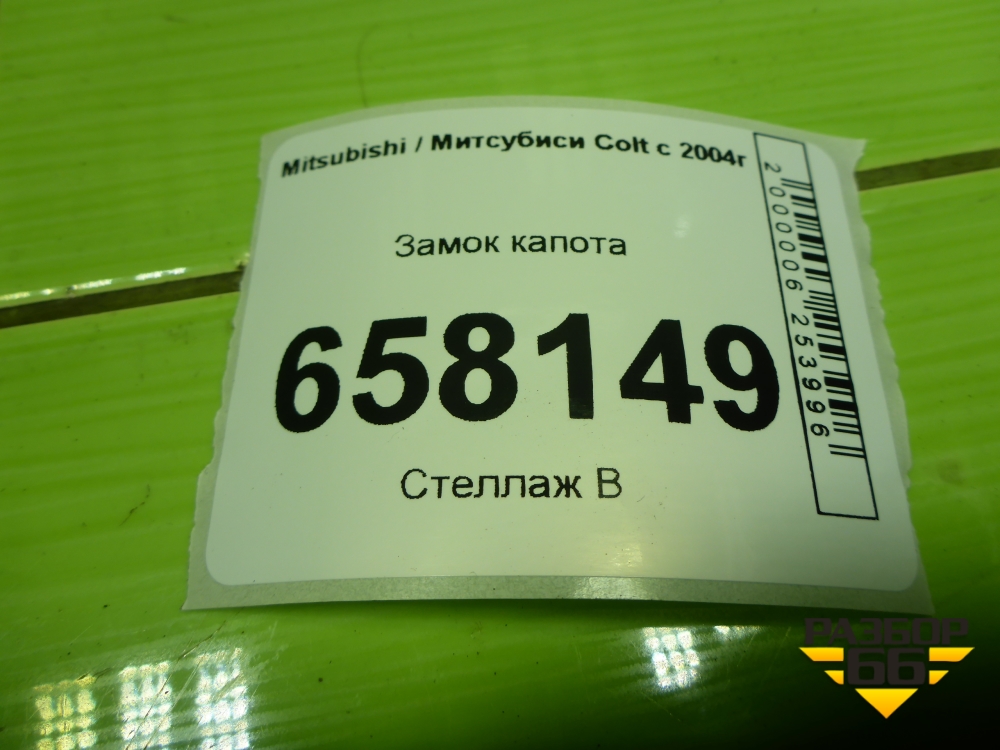 Mitsubishi / Митсубиси Colt с 2004г
Замок капота
658149
Стеллаж В
2000006253996
РАЗБОР
66